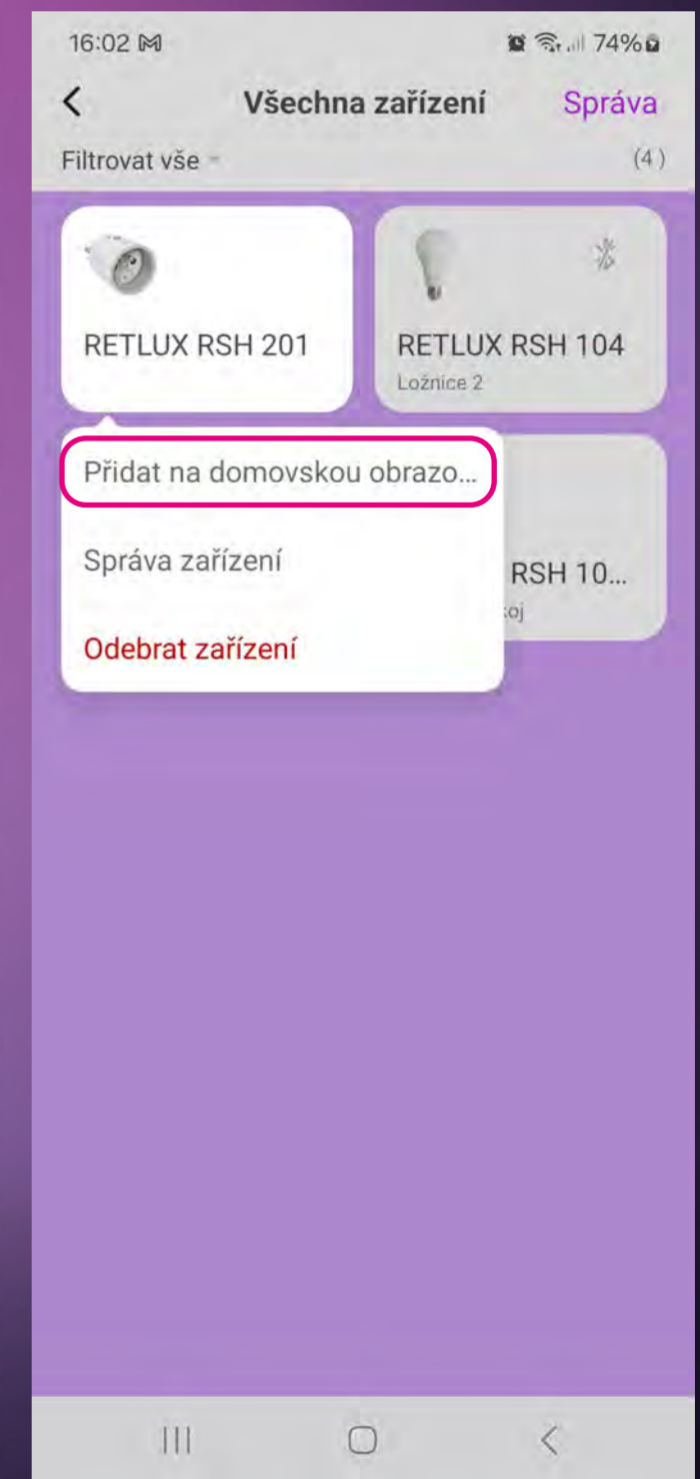 16:02
74%
Všechna zařízení
Správa
Filtrovat vše
(4)
RETLUX RSH 201
RETLUX RSH 104
Ložnice 2
Přidat na domovskou obrazo...
Správa zařízení
RSH 10...
Odebrat zařízení